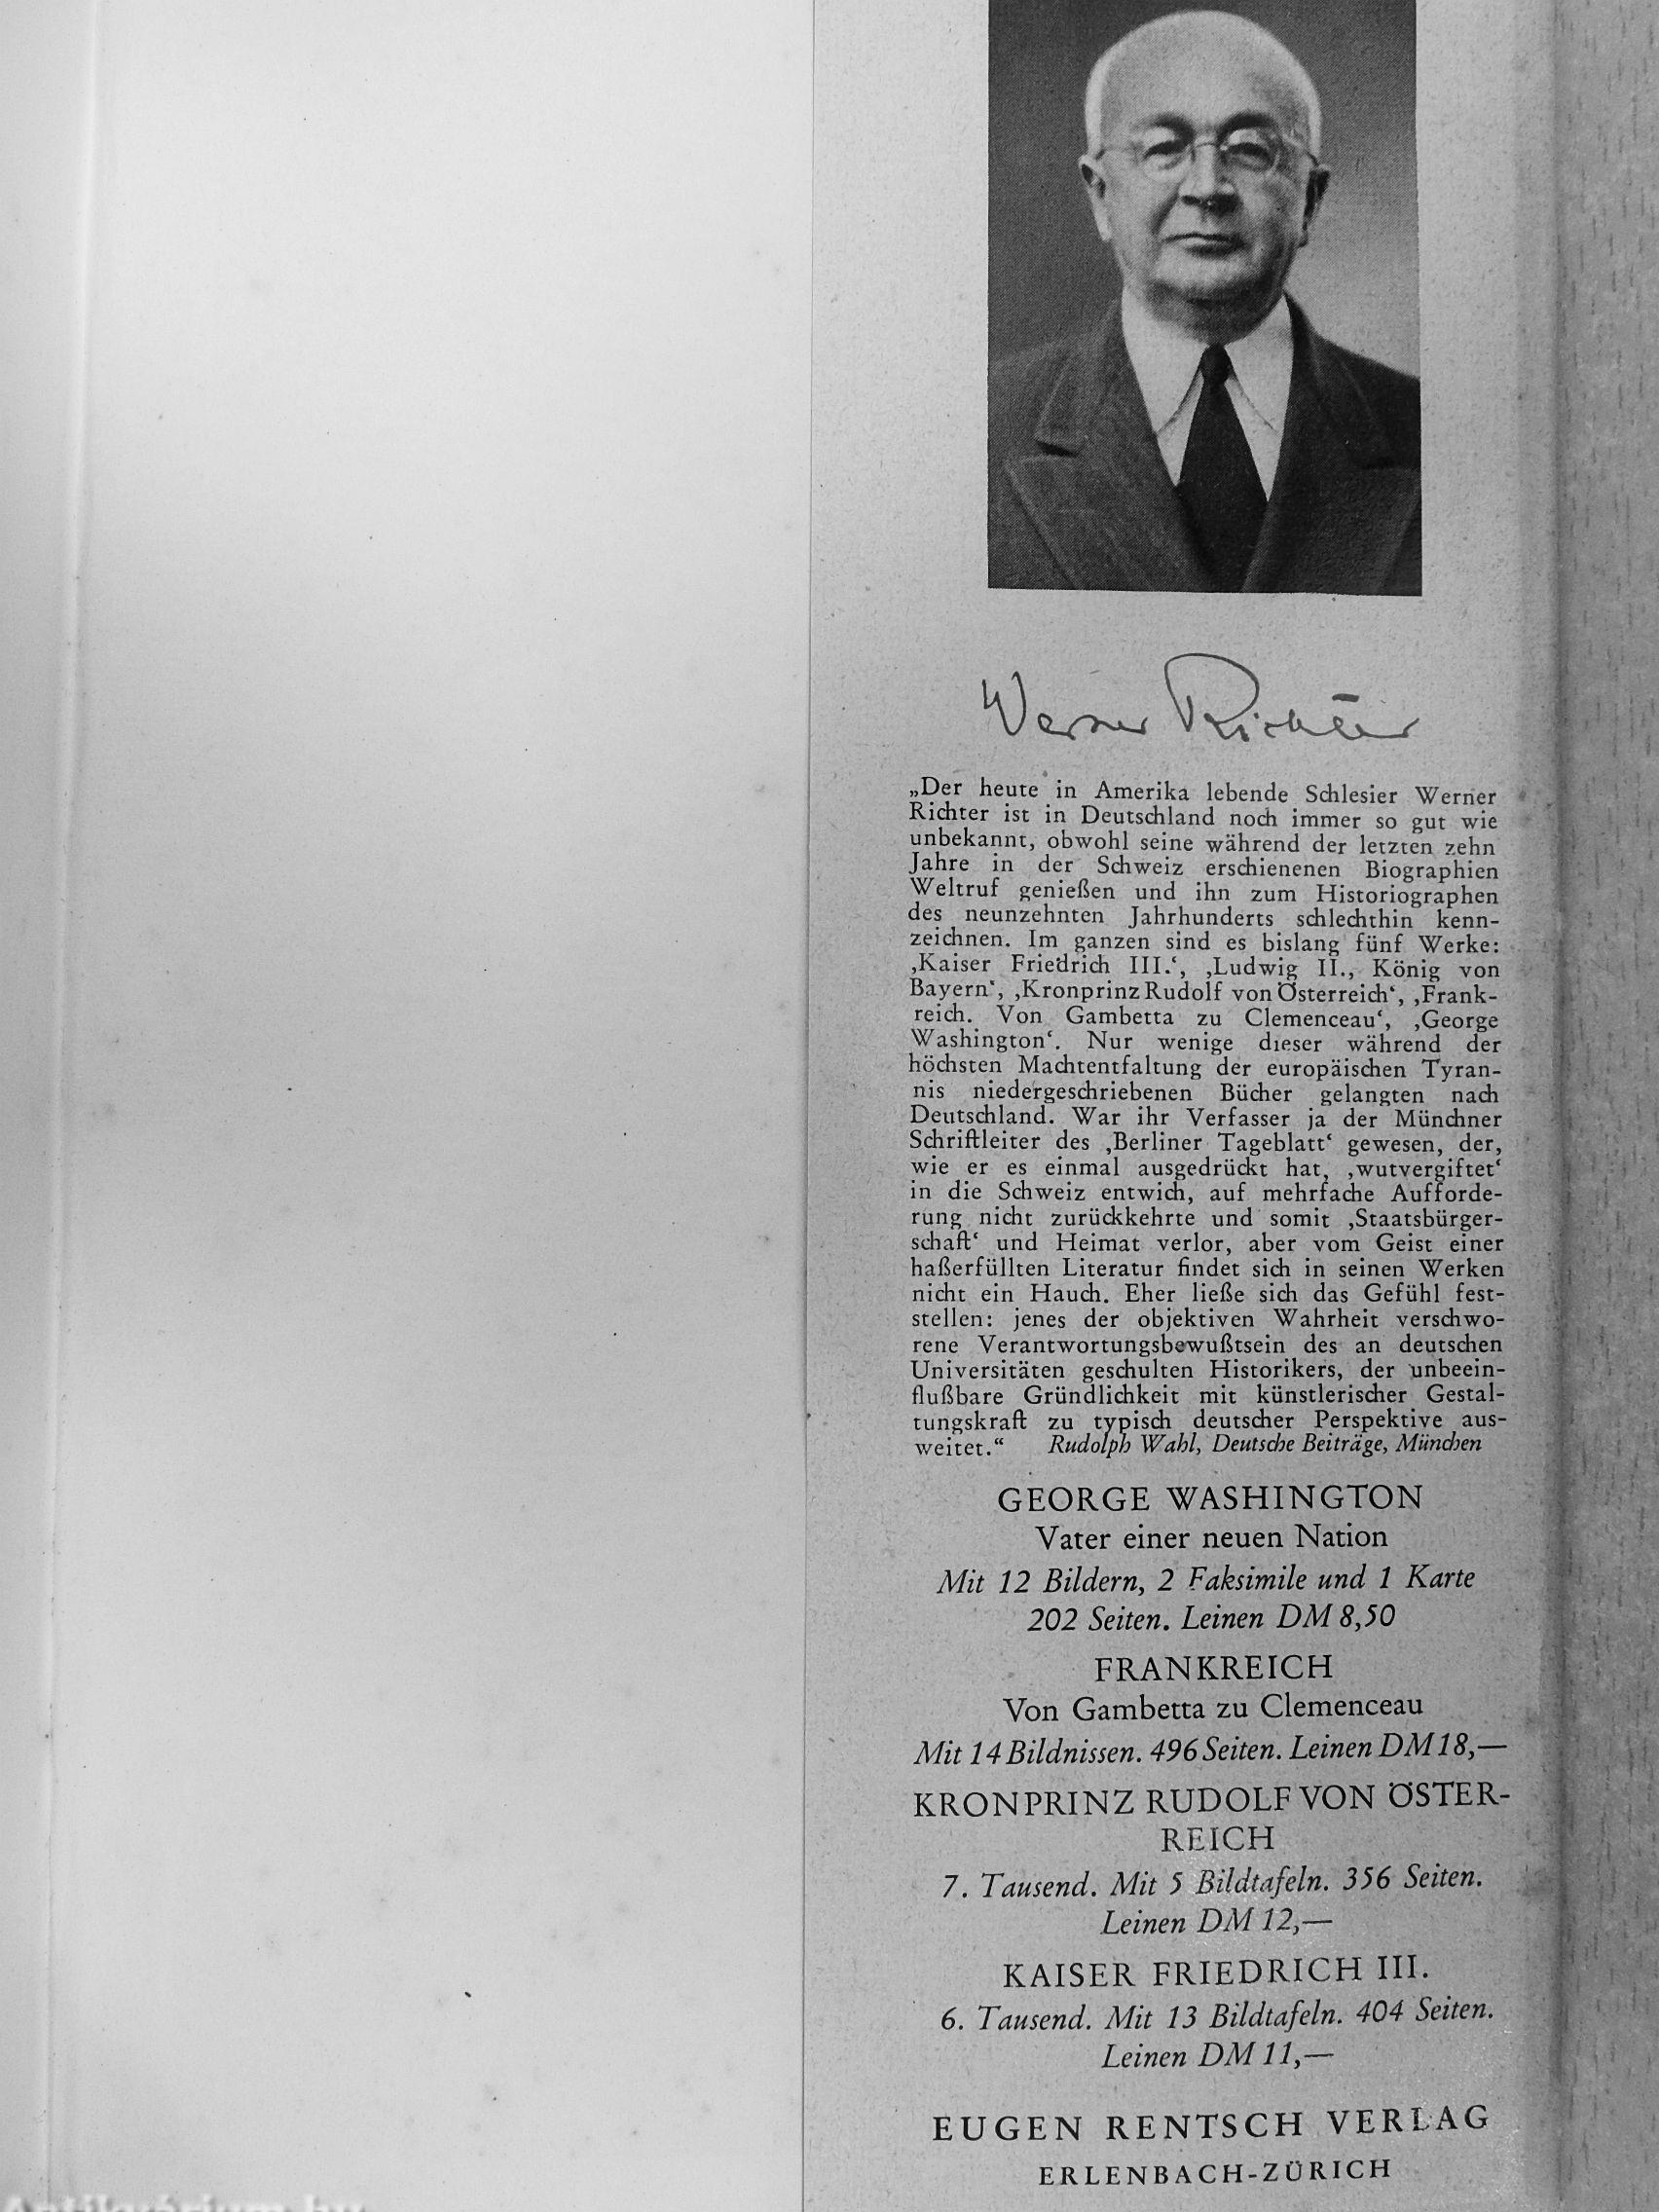 Werner Richter
„Der heute in Amerika lebende Schlesier Werner
Richter ist in Deutschland noch immer so gut wie
unbekannt, obwohl seine während der letzten zehn
Jahre in der Schweiz erschienenen Biographien
Weltruf genießen und ihn zum Historiographen
des neunzehnten Jahrhunderts schlechthin kenn-
zeichnen. Im ganzen sind es bislang fünf Werke:
‚Kaiser Friedrich III.‘, ‚Ludwig II., König von
Bayern‘, ‚Kronprinz Rudolf von Österreich‘, ‚Frank-
reich. Von Gambetta zu Clemenceau‘, ‚George
Washington‘. Nur wenige dieser während der
höchsten Machtentfaltung der europäischen Tyran-
nis niedergeschriebenen Bücher gelangten nach
Deutschland. War ihr Verfasser ja der Münchner
Schriftleiter des ‚Berliner Tageblatt‘ gewesen, der,
wie er es einmal ausgedrückt hat, ‚wutvergiftet‘
in die Schweiz entwich, auf mehrfache Aufforde-
rung nicht zurückkehrte und somit ‚Staatsbürger-
schaft‘ und Heimat verlor, aber vom Geist einer
haßerfüllten Literatur findet sich in seinen Werken
nicht ein Hauch. Eher ließe sich das Gefühl fest-
stellen: jenes der objektiven Wahrheit verschwo-
rene Verantwortungsbewußtsein des an deutschen
Universitäten geschulten Historikers, der unbeein-
flußbare Gründlichkeit mit künstlerischer Gestal-
tungskraft zu typisch deutscher Perspektive aus-
weitet.“ Rudolph Wahl, Deutsche Beiträge, München
GEORGE WASHINGTON
Vater einer neuen Nation
Mit 12 Bildern, 2 Faksimile und 1 Karte
202 Seiten. Leinen DM 8,50
FRANKREICH
Von Gambetta zu Clemenceau
Mit 14 Bildnissen. 496 Seiten. Leinen DM 18,—
KRONPRINZ RUDOLF VON ÖSTER-
REICH
7. Tausend. Mit 5 Bildtafeln. 356 Seiten.
Leinen DM 12,—
KAISER FRIEDRICH III.
6. Tausend. Mit 13 Bildtafeln. 404 Seiten.
Leinen DM 11,—
EUGEN RENTSCH VERLAG
ERLENBACH-ZÜRICH